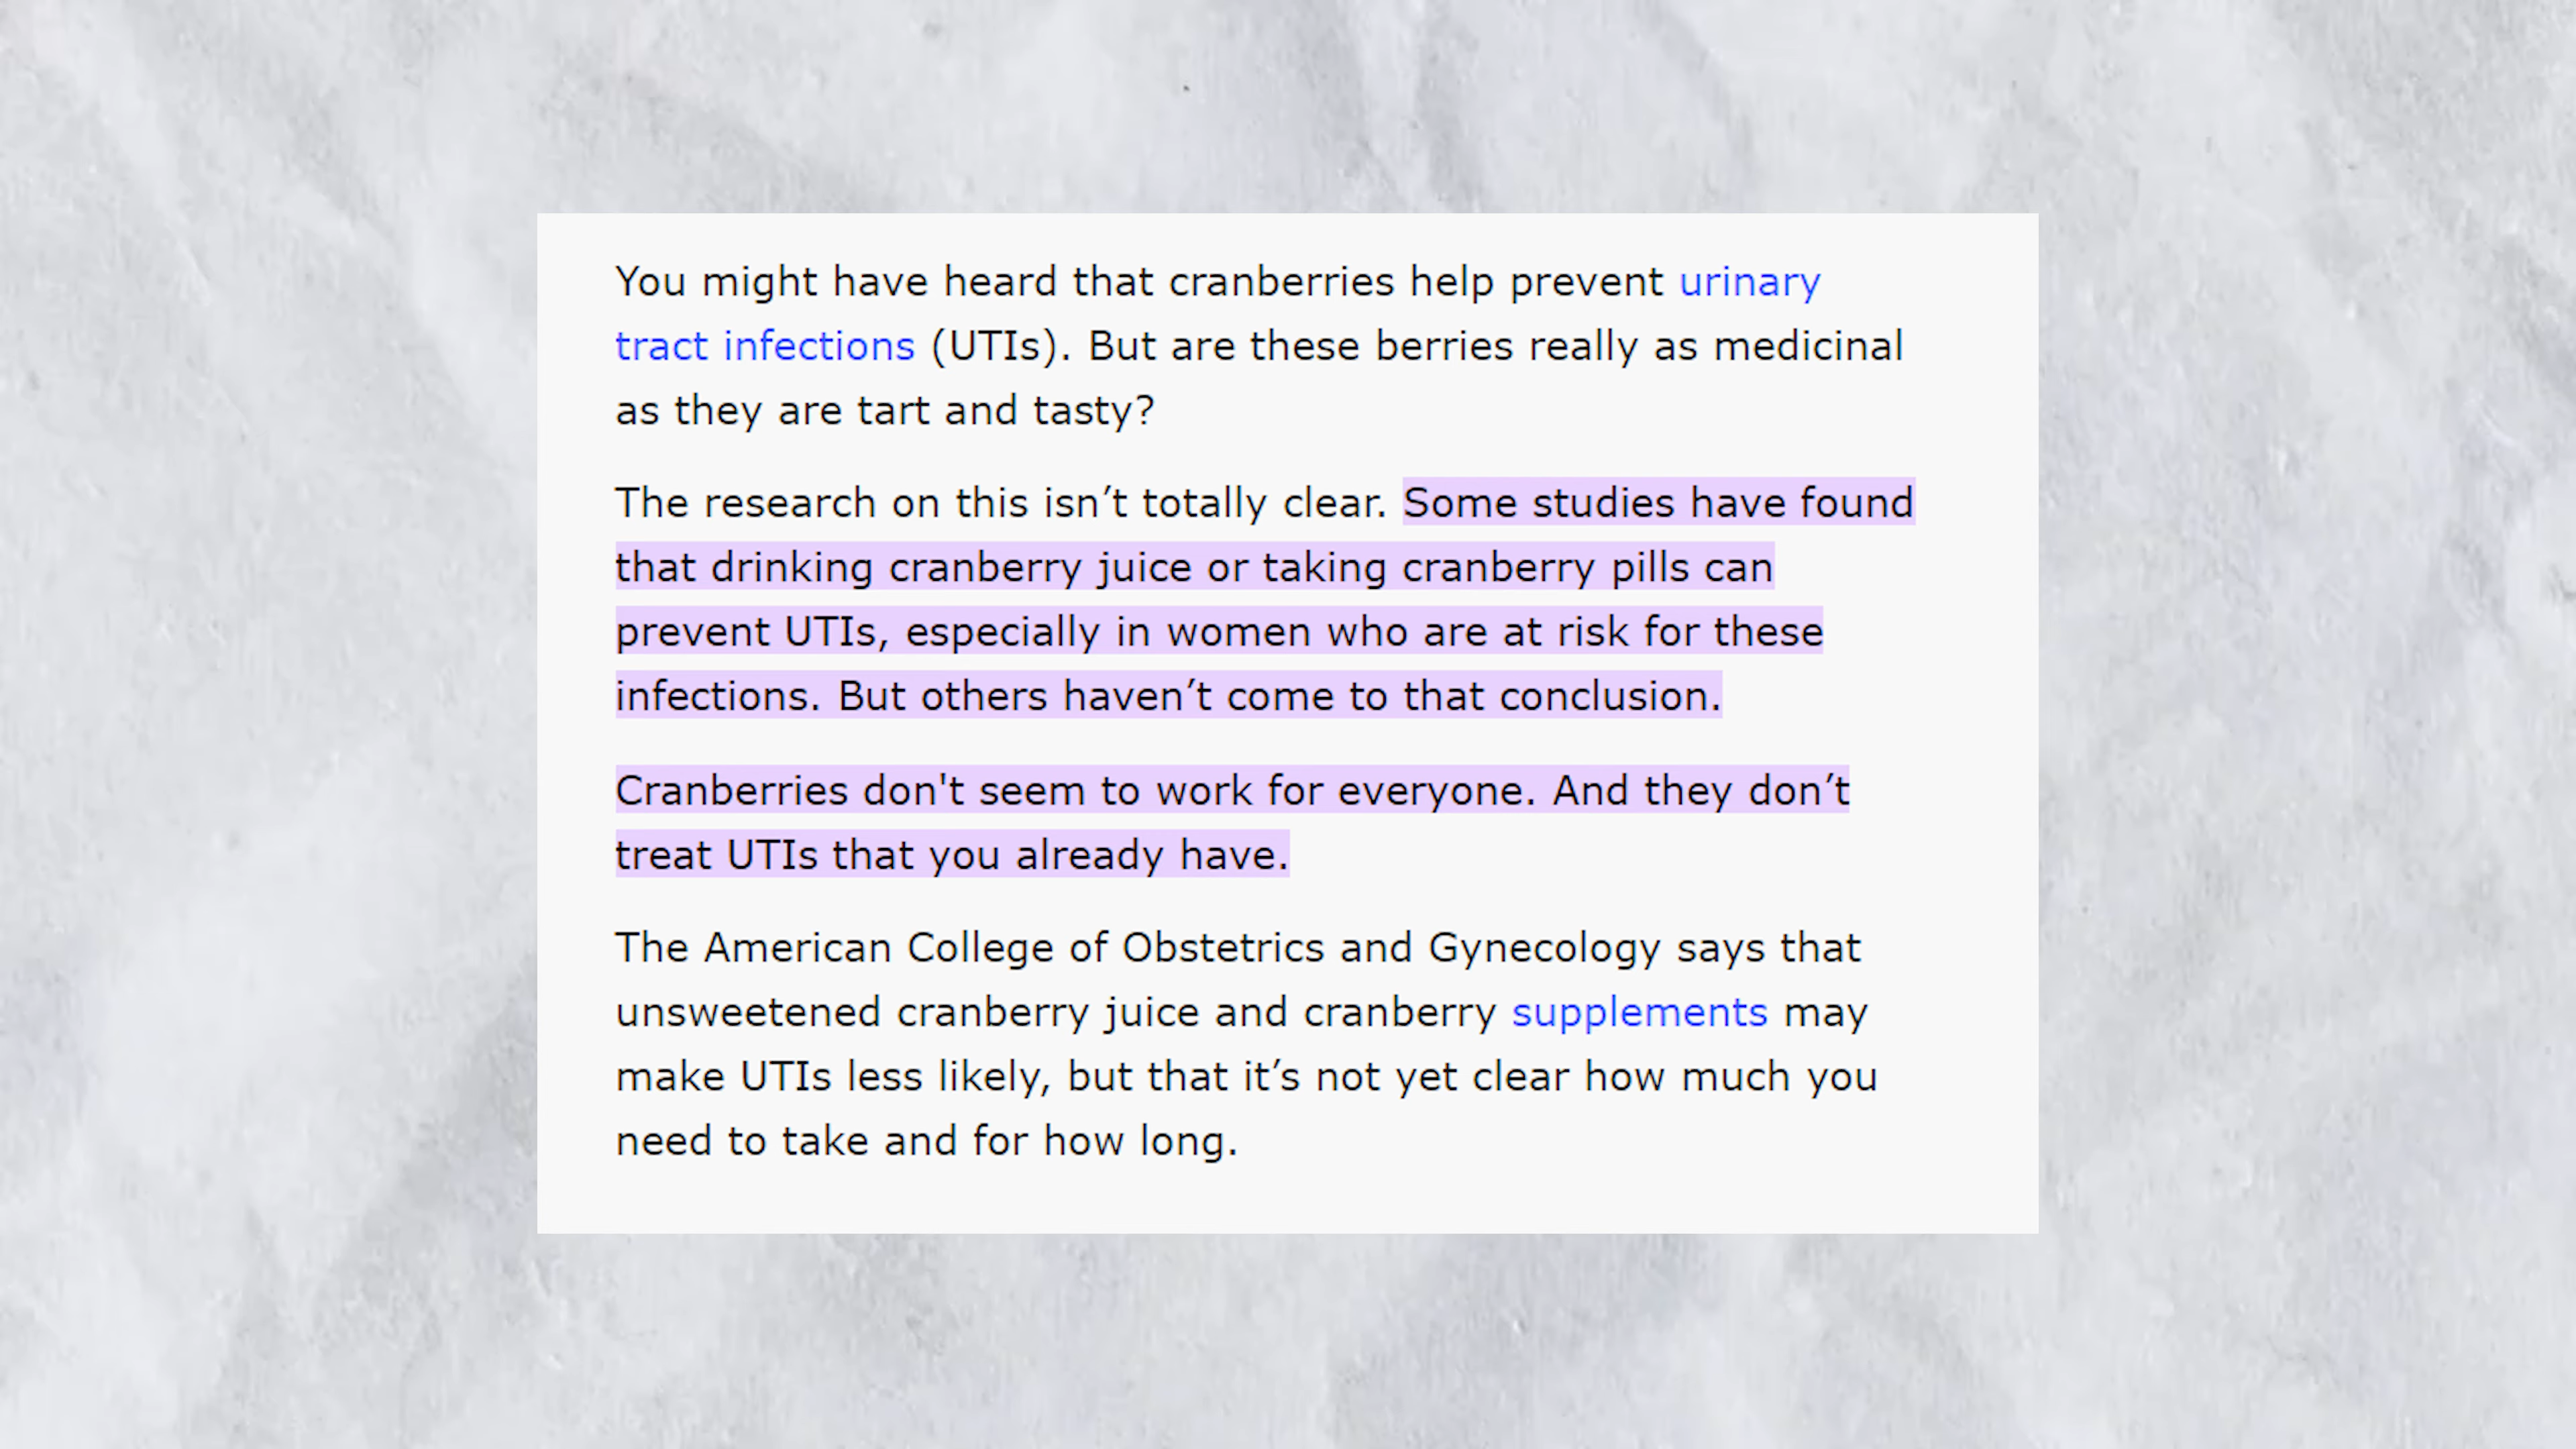 You might have heard that cranberries help prevent urinary
tract infections (UTIs). But are these berries really as medicinal
as they are tart and tasty?
The research on this isn’t totally clear. Some studies have found
that drinking cranberry juice or taking cranberry pills can
prevent UTIs, especially in women who are at risk for these
infections. But others haven’t come to that conclusion.
Cranberries don't seem to work for everyone. And they don’t
treat UTIs that you already have.
The American College of Obstetrics and Gynecology says that
unsweetened cranberry juice and cranberry supplements may
make UTIs less likely, but that it’s not yet clear how much you
need to take and for how long.